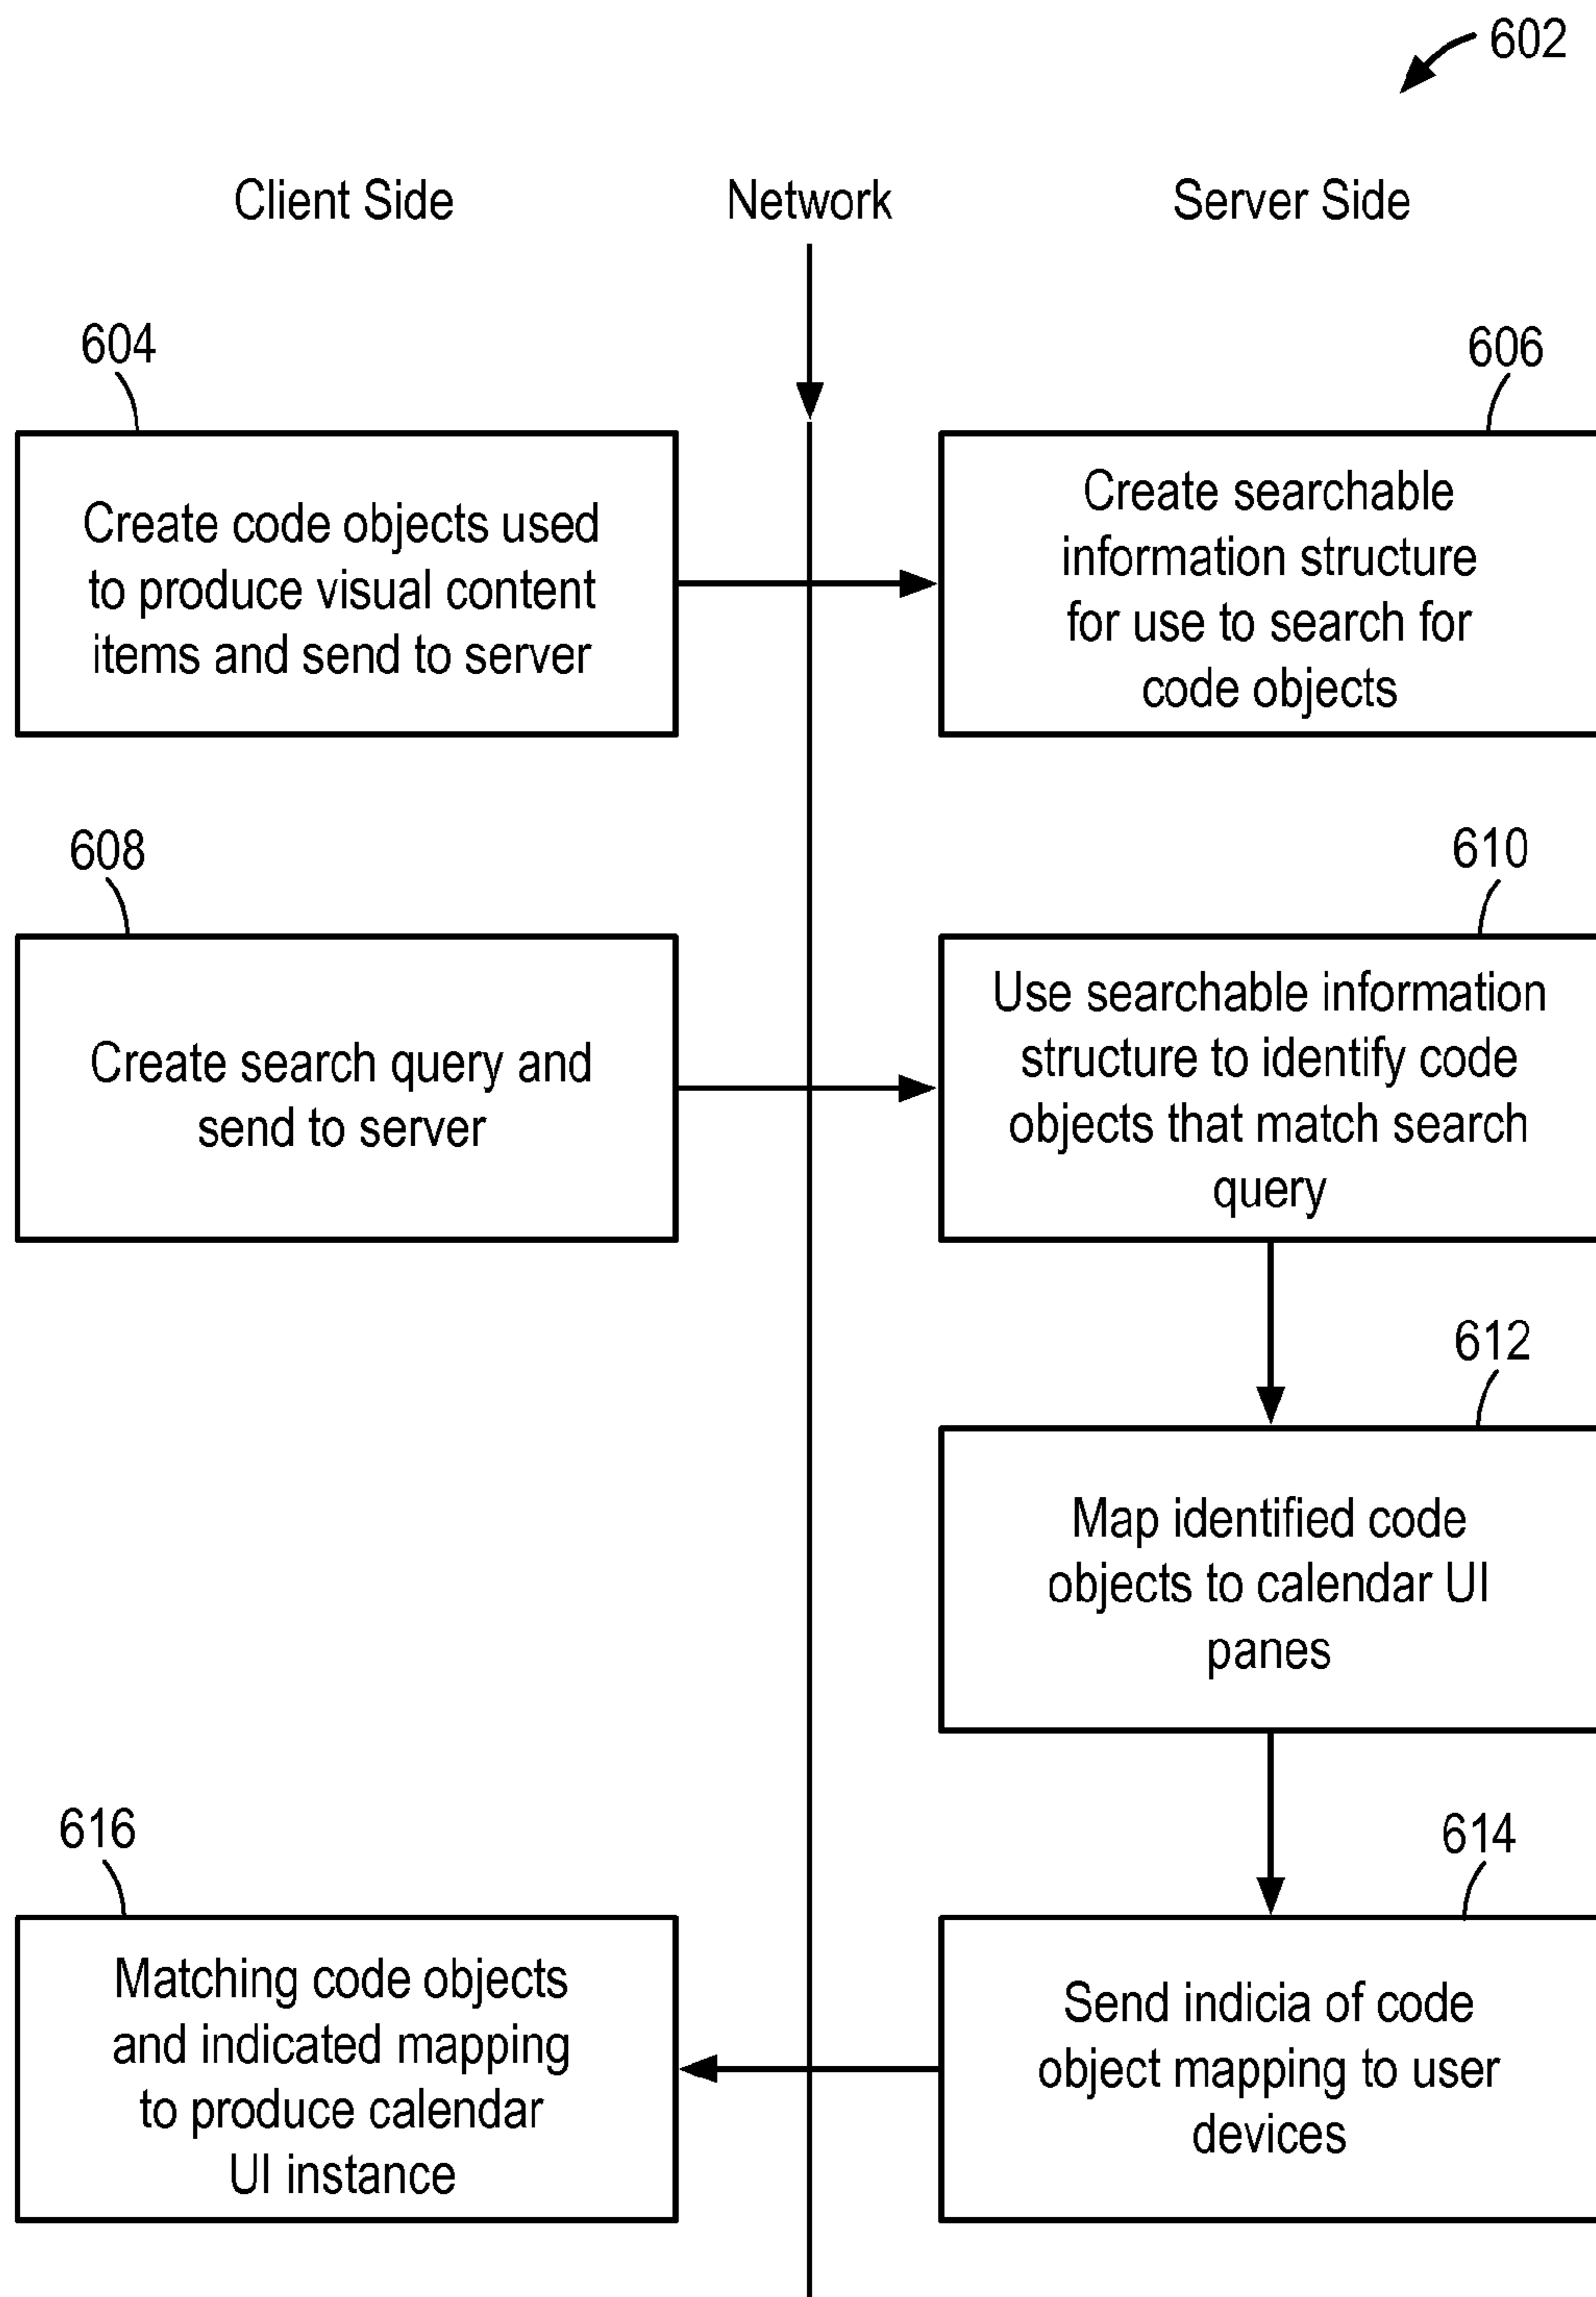 602
Client Side
Network
Server Side
604
606
Create code objects used
to produce visual content
items and send to server
Create searchable
information structure
for use to search for
code objects
608
610
Create search query and
send to server
Use searchable information
structure to identify code
objects that match search
query
612
Map identified code
objects to calendar UI
panes
616
614
Matching code objects
and indicated mapping
to produce calendar
UI instance
Send indicia of code
object mapping to user
devices